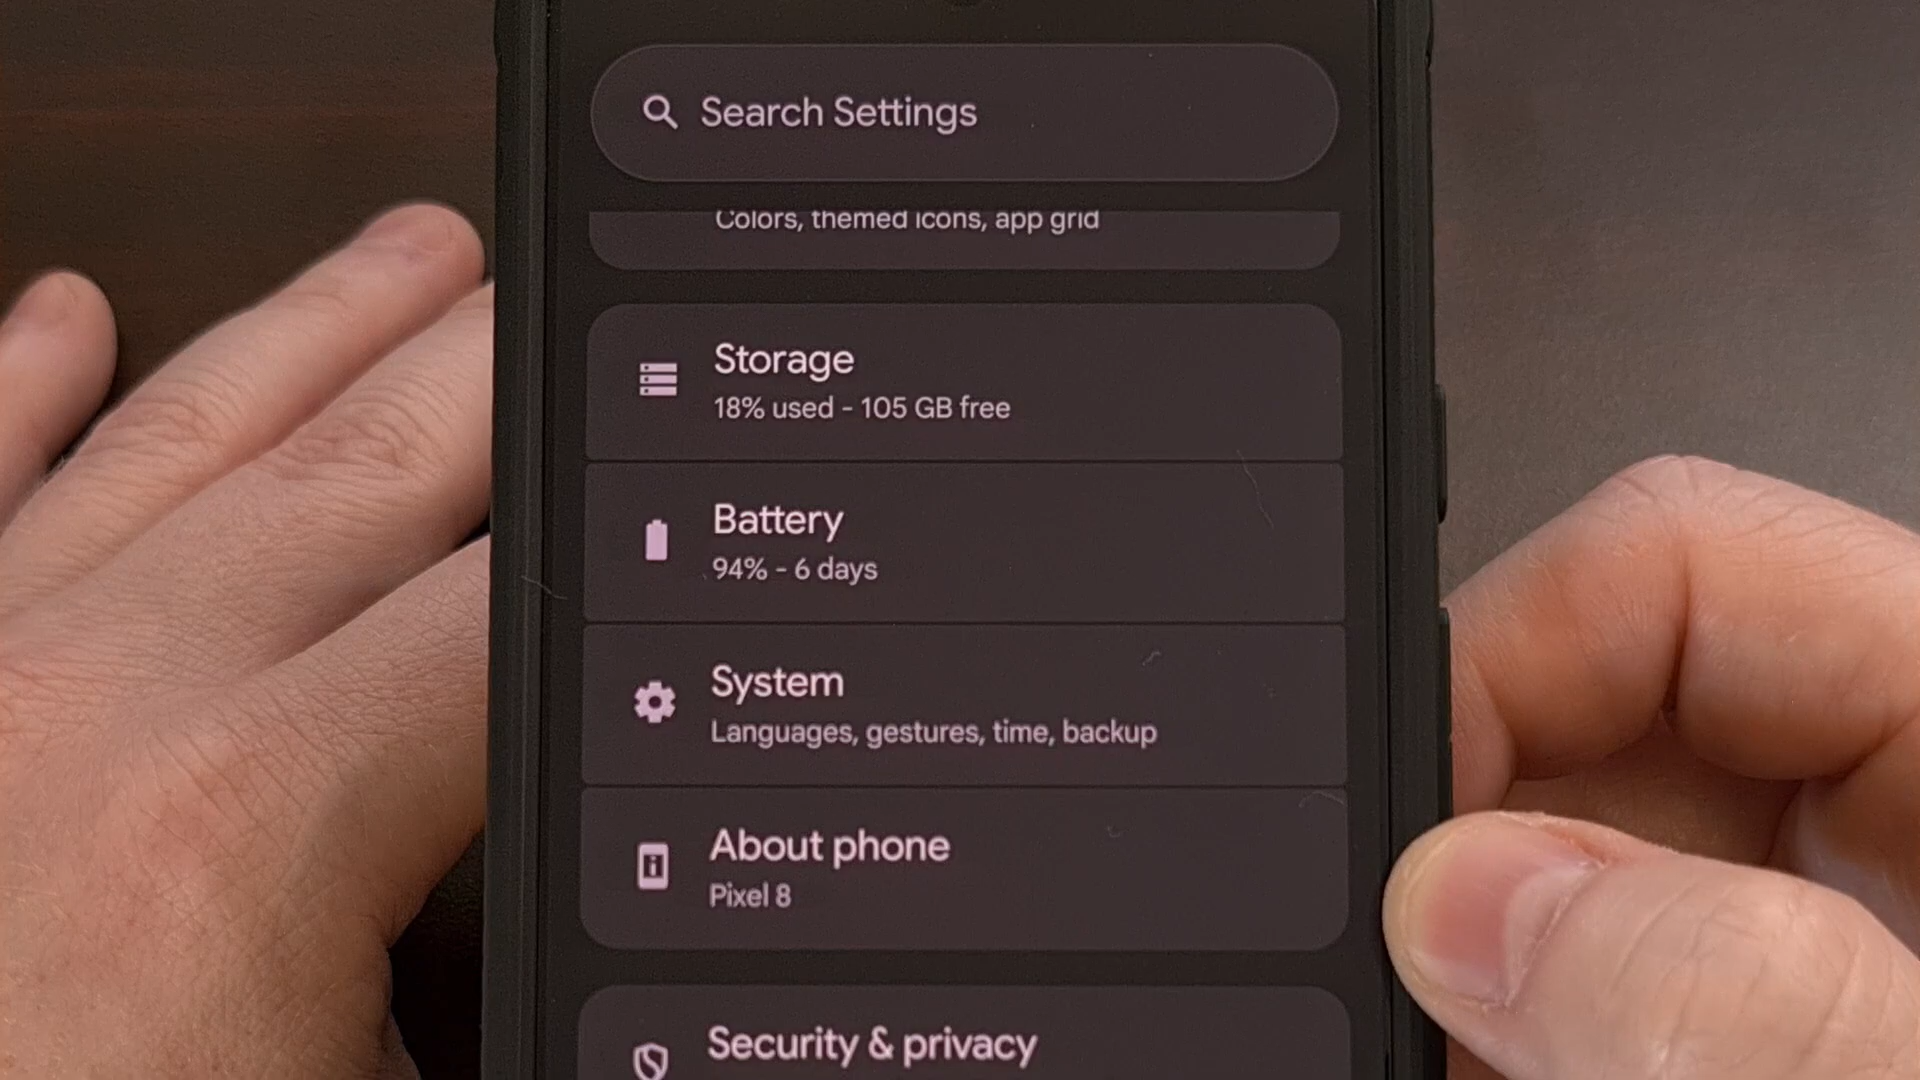 Search Settings
Colors, themed icons, app grid
Storage
18% used - 105 GB free
Battery
94% - 6 days
System
Languages, gestures, time, backup
About phone
Pixel 8
Security & privacy